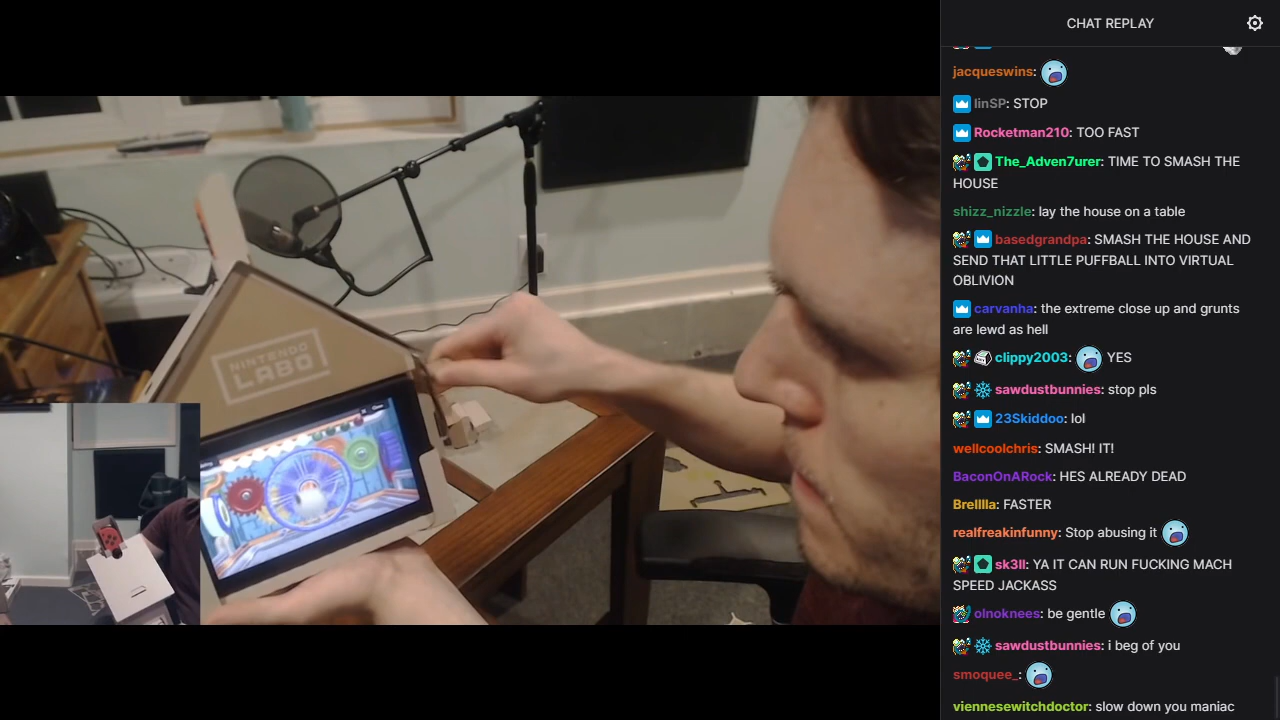 CHAT REPLAY
jacqueswins:
linSP: STOP
Rocketman210: TOO FAST
The_Adven7urer: TIME TO SMASH THE
HOUSE
shizz_nizzle: lay the house on a table
basedgrandpa: SMASH THE HOUSE AND
SEND THAT LITTLE PUFFBALL INTO VIRTUAL
OBLIVION
carvanha: the extreme close up and grunts
are lewd as hell
clippy2003: YES
sawdustbunnies: stop pls
23Skiddoo: lol
wellcoolchris: SMASH! IT!
BaconOnARock: HES ALREADY DEAD
Brelllla: FASTER
realfreakinfunny: Stop abusing it
sk3ll: YA IT CAN RUN FUCKING MACH
SPEED JACKASS
olnoknees: be gentle
sawdustbunnies: i beg of you
smoquee_:
viennesewitchdoctor: slow down you maniac
NINTENDO
LABO